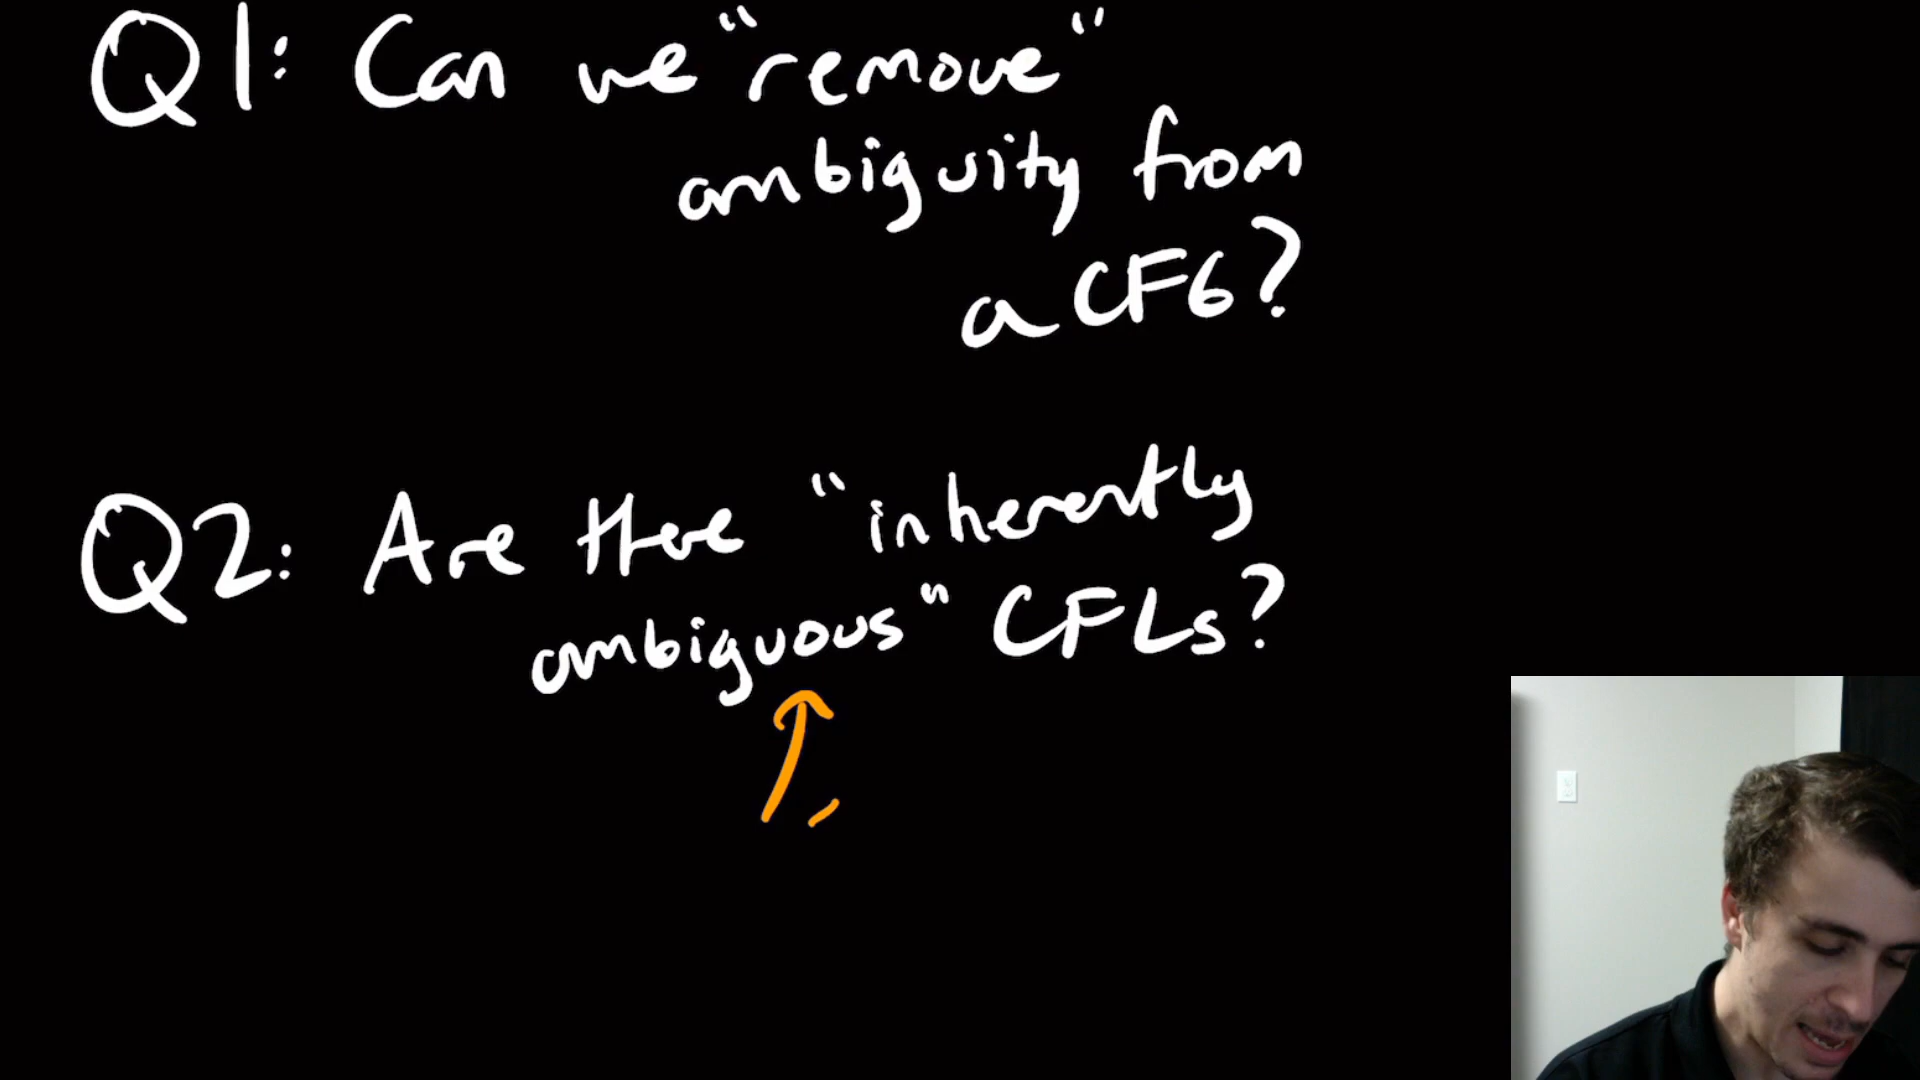 Q1: Can we "remove"
ambiguity from
a CFG?
Q2: Are there "inherently
ambiguous" CFLs?